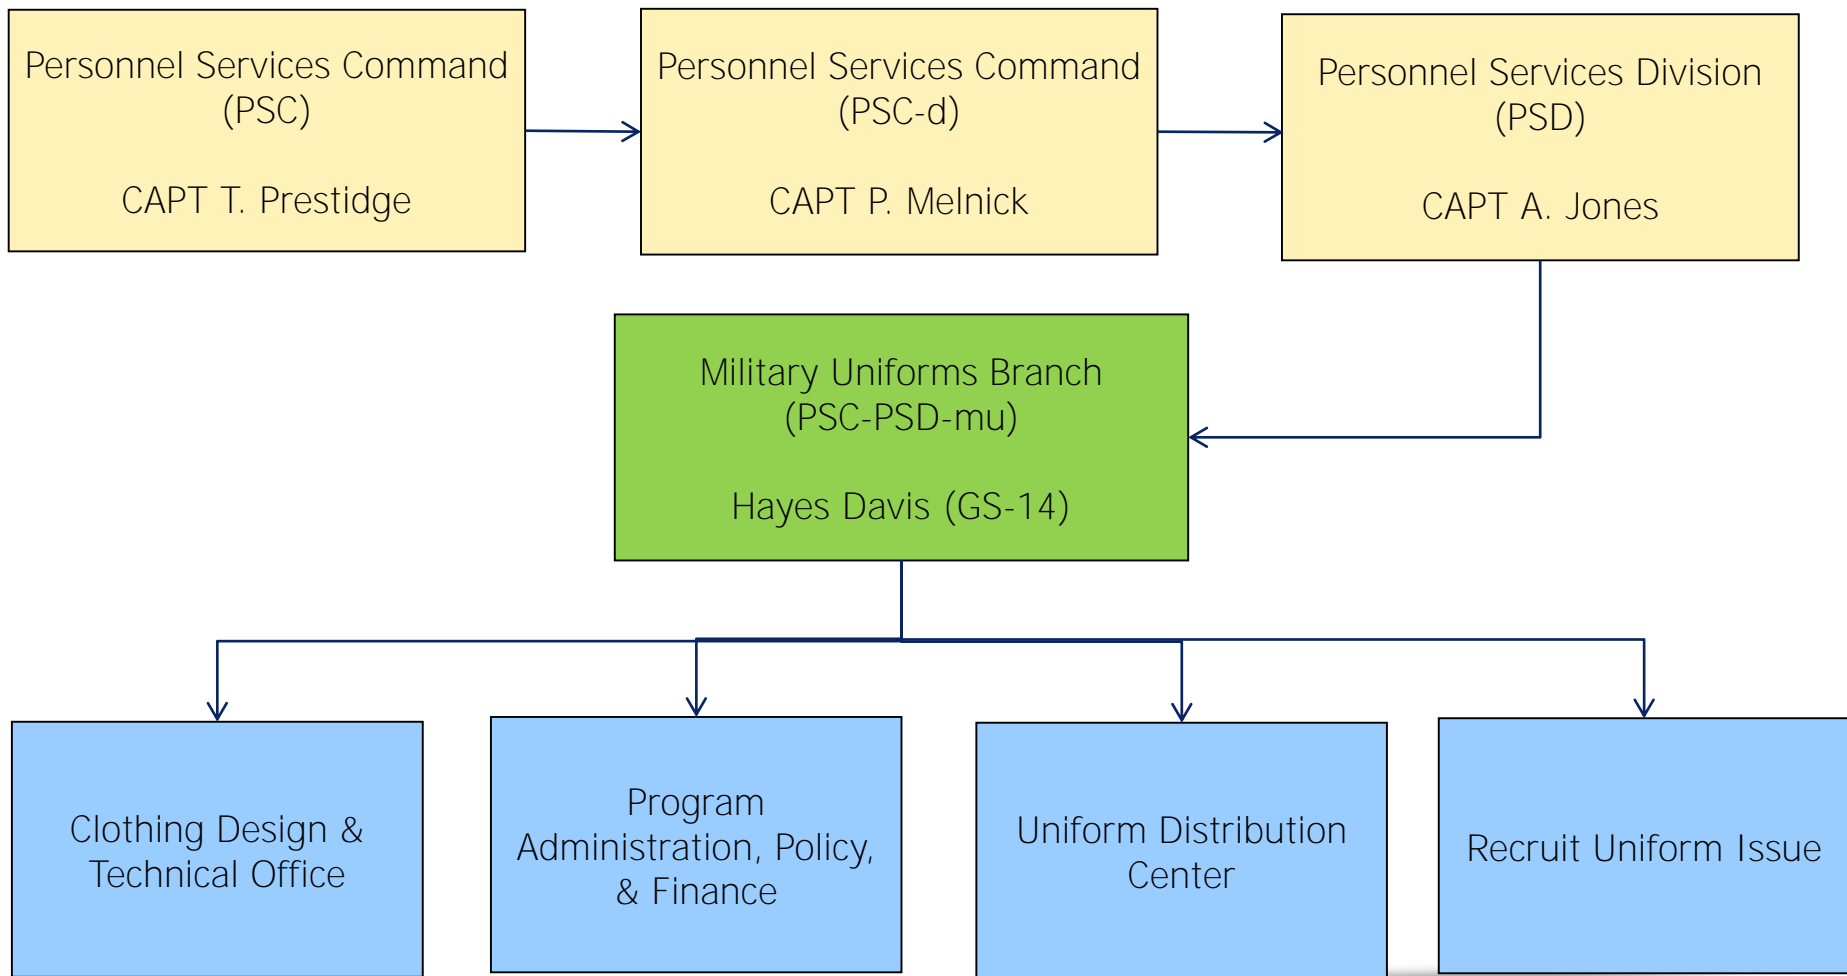 Personnel Services Command
(PSC)
CAPT T. Prestidge
Personnel Services Command
(PSC-d)
CAPT P. Melnick
Personnel Services Division
(PSD)
CAPT A. Jones
Military Uniforms Branch
(PSC-PSD-mu)
Hayes Davis (GS-14)
Clothing Design &
Technical Office
Program
Administration, Policy,
& Finance
Uniform Distribution
Center
Recruit Uniform Issue